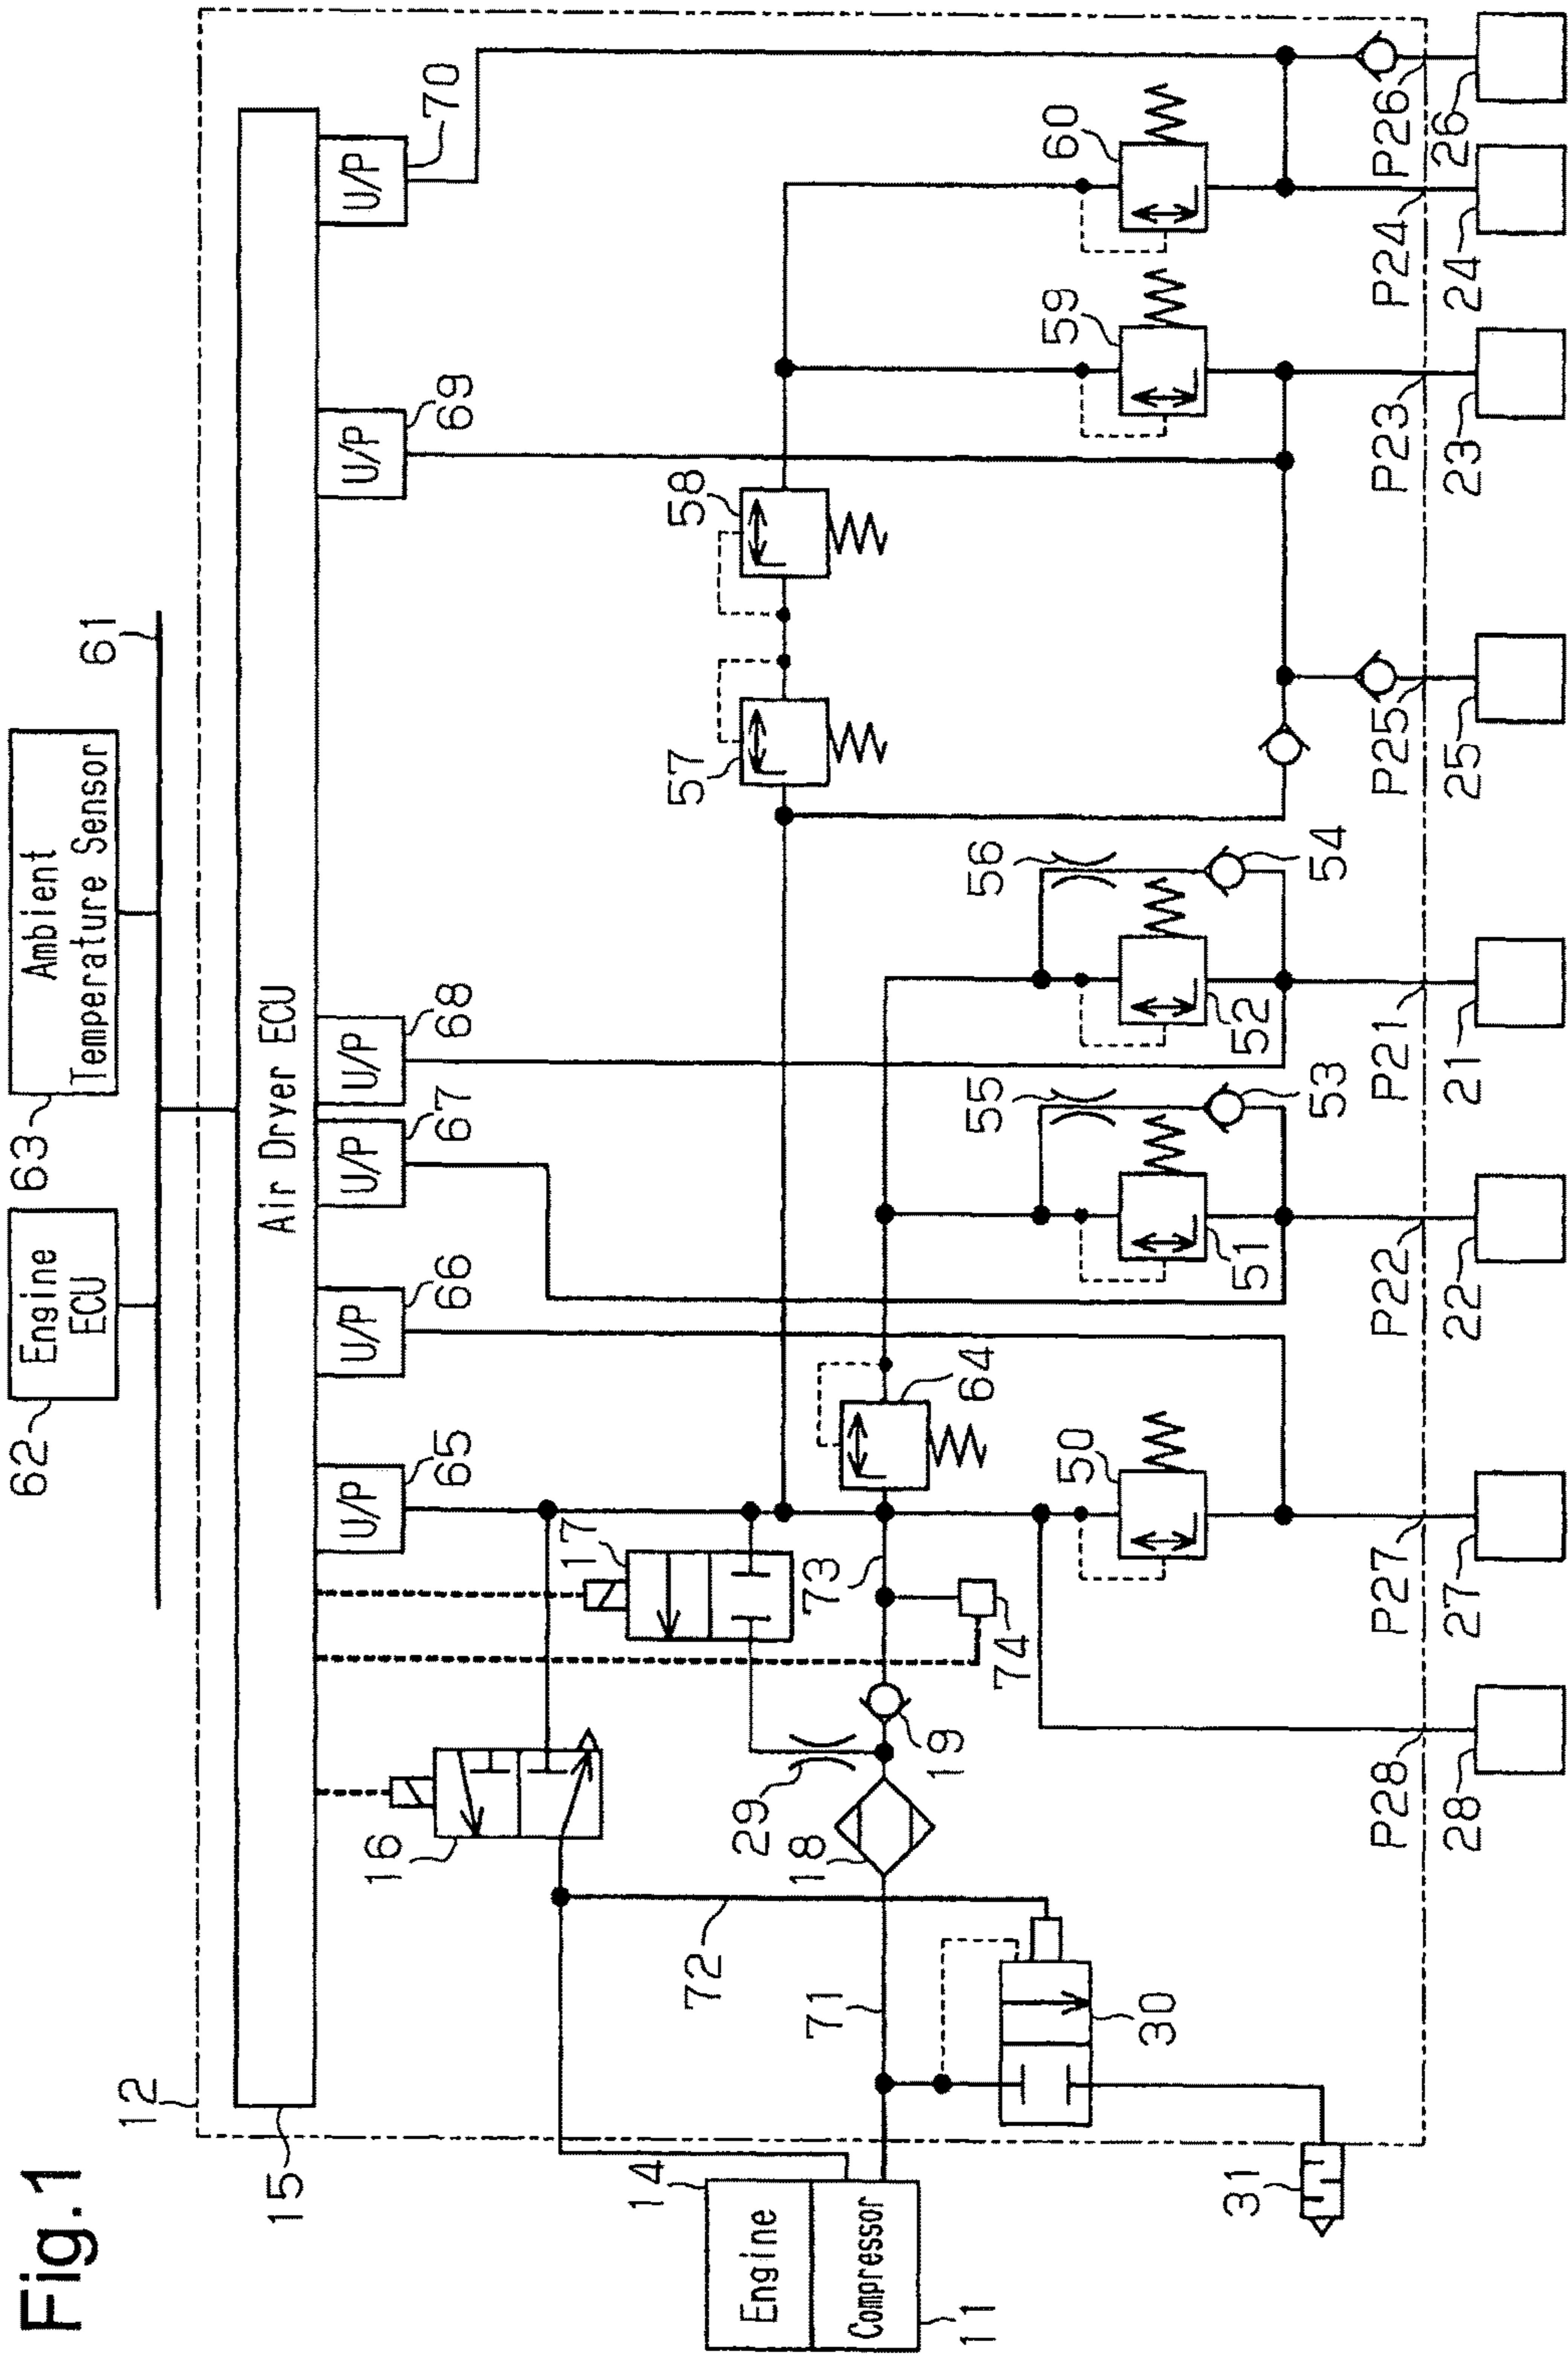 Fig.1
62
Engine
ECU
63
Ambient
Temperature Sensor
61
12
15
Air Dryer ECU
U/P
65
U/P
66
U/P
67
U/P
68
U/P
69
U/P
70
16
17
72
29
18
19
73
74
71
30
31
14
Engine
Compressor
11
64
50
51
55
53
52
56
54
57
58
59
60
P28
P27
P22
P21
P25
P23
P24
P26
28
27
22
21
25
23
24
26